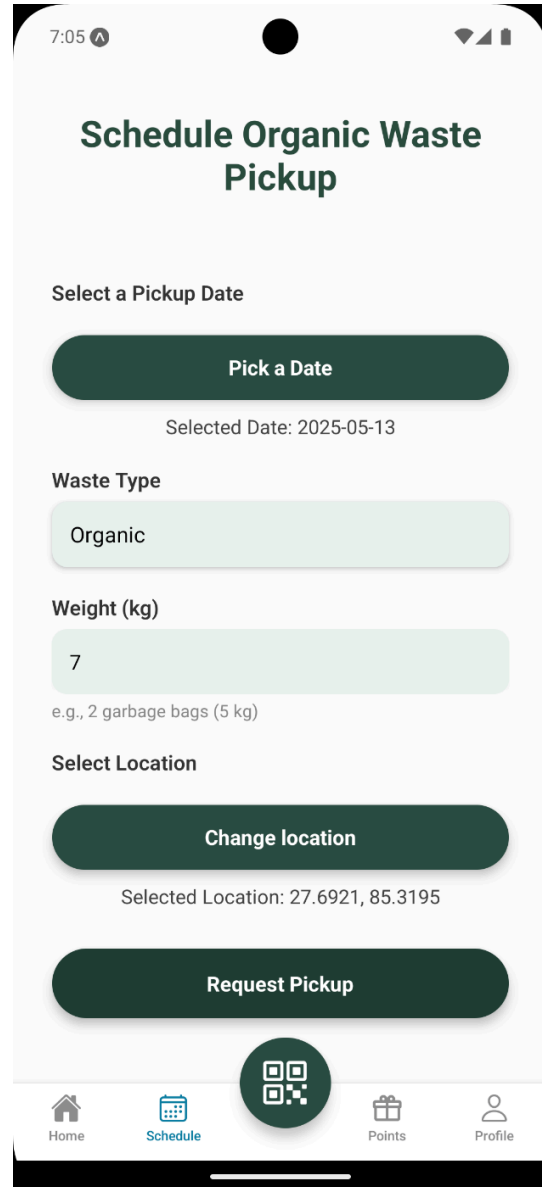 7:05
Schedule Organic Waste
Pickup
Select a Pickup Date
Pick a Date
Selected Date: 2025-05-13
Waste Type
Organic
Weight (kg)
7
e.g., 2 garbage bags (5 kg)
Select Location
Change location
Selected Location: 27.6921, 85.3195
Request Pickup
Home
Schedule
Points
Profile